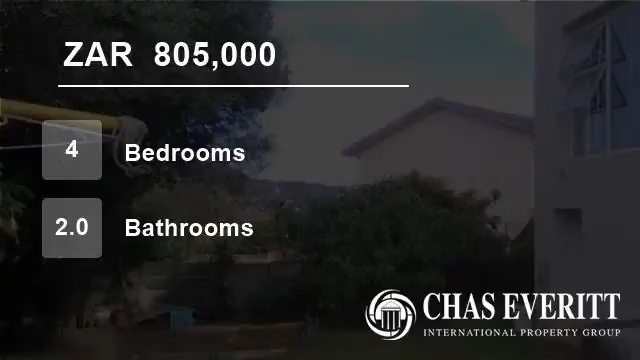 ZAR 805,000
4 Bedrooms
2.0 Bathrooms
CHAS EVERITT
INTERNATIONAL PROPERTY GROUP